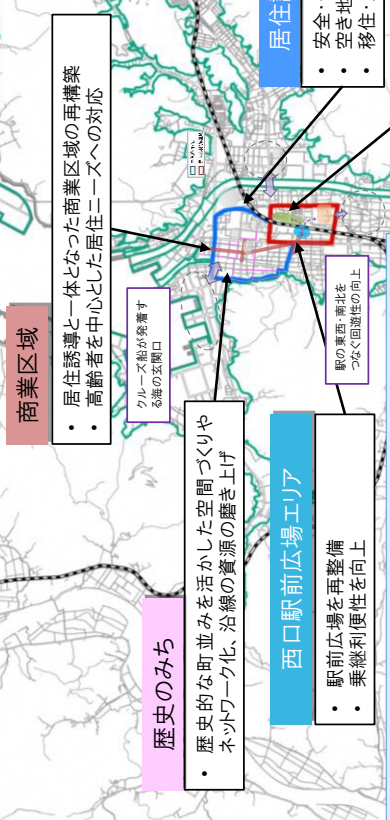 商業区域
• 居住誘導と一体となった商業区域の再構築
• 高齢者を中心とした居住ニーズへの対応
クルーズ船が発着す
る海の玄関口
歴史のみち
• 歴史的な町並みを活かした空間づくりや
ネットワーク化、沿線の資源の磨き上げ
西口駅前広場エリア
• 駅前広場を再整備
• 乗継利便性を向上
駅の東西・南北を
つなぐ回遊性の向上
居住
• 安全
• 空き地
• 移住